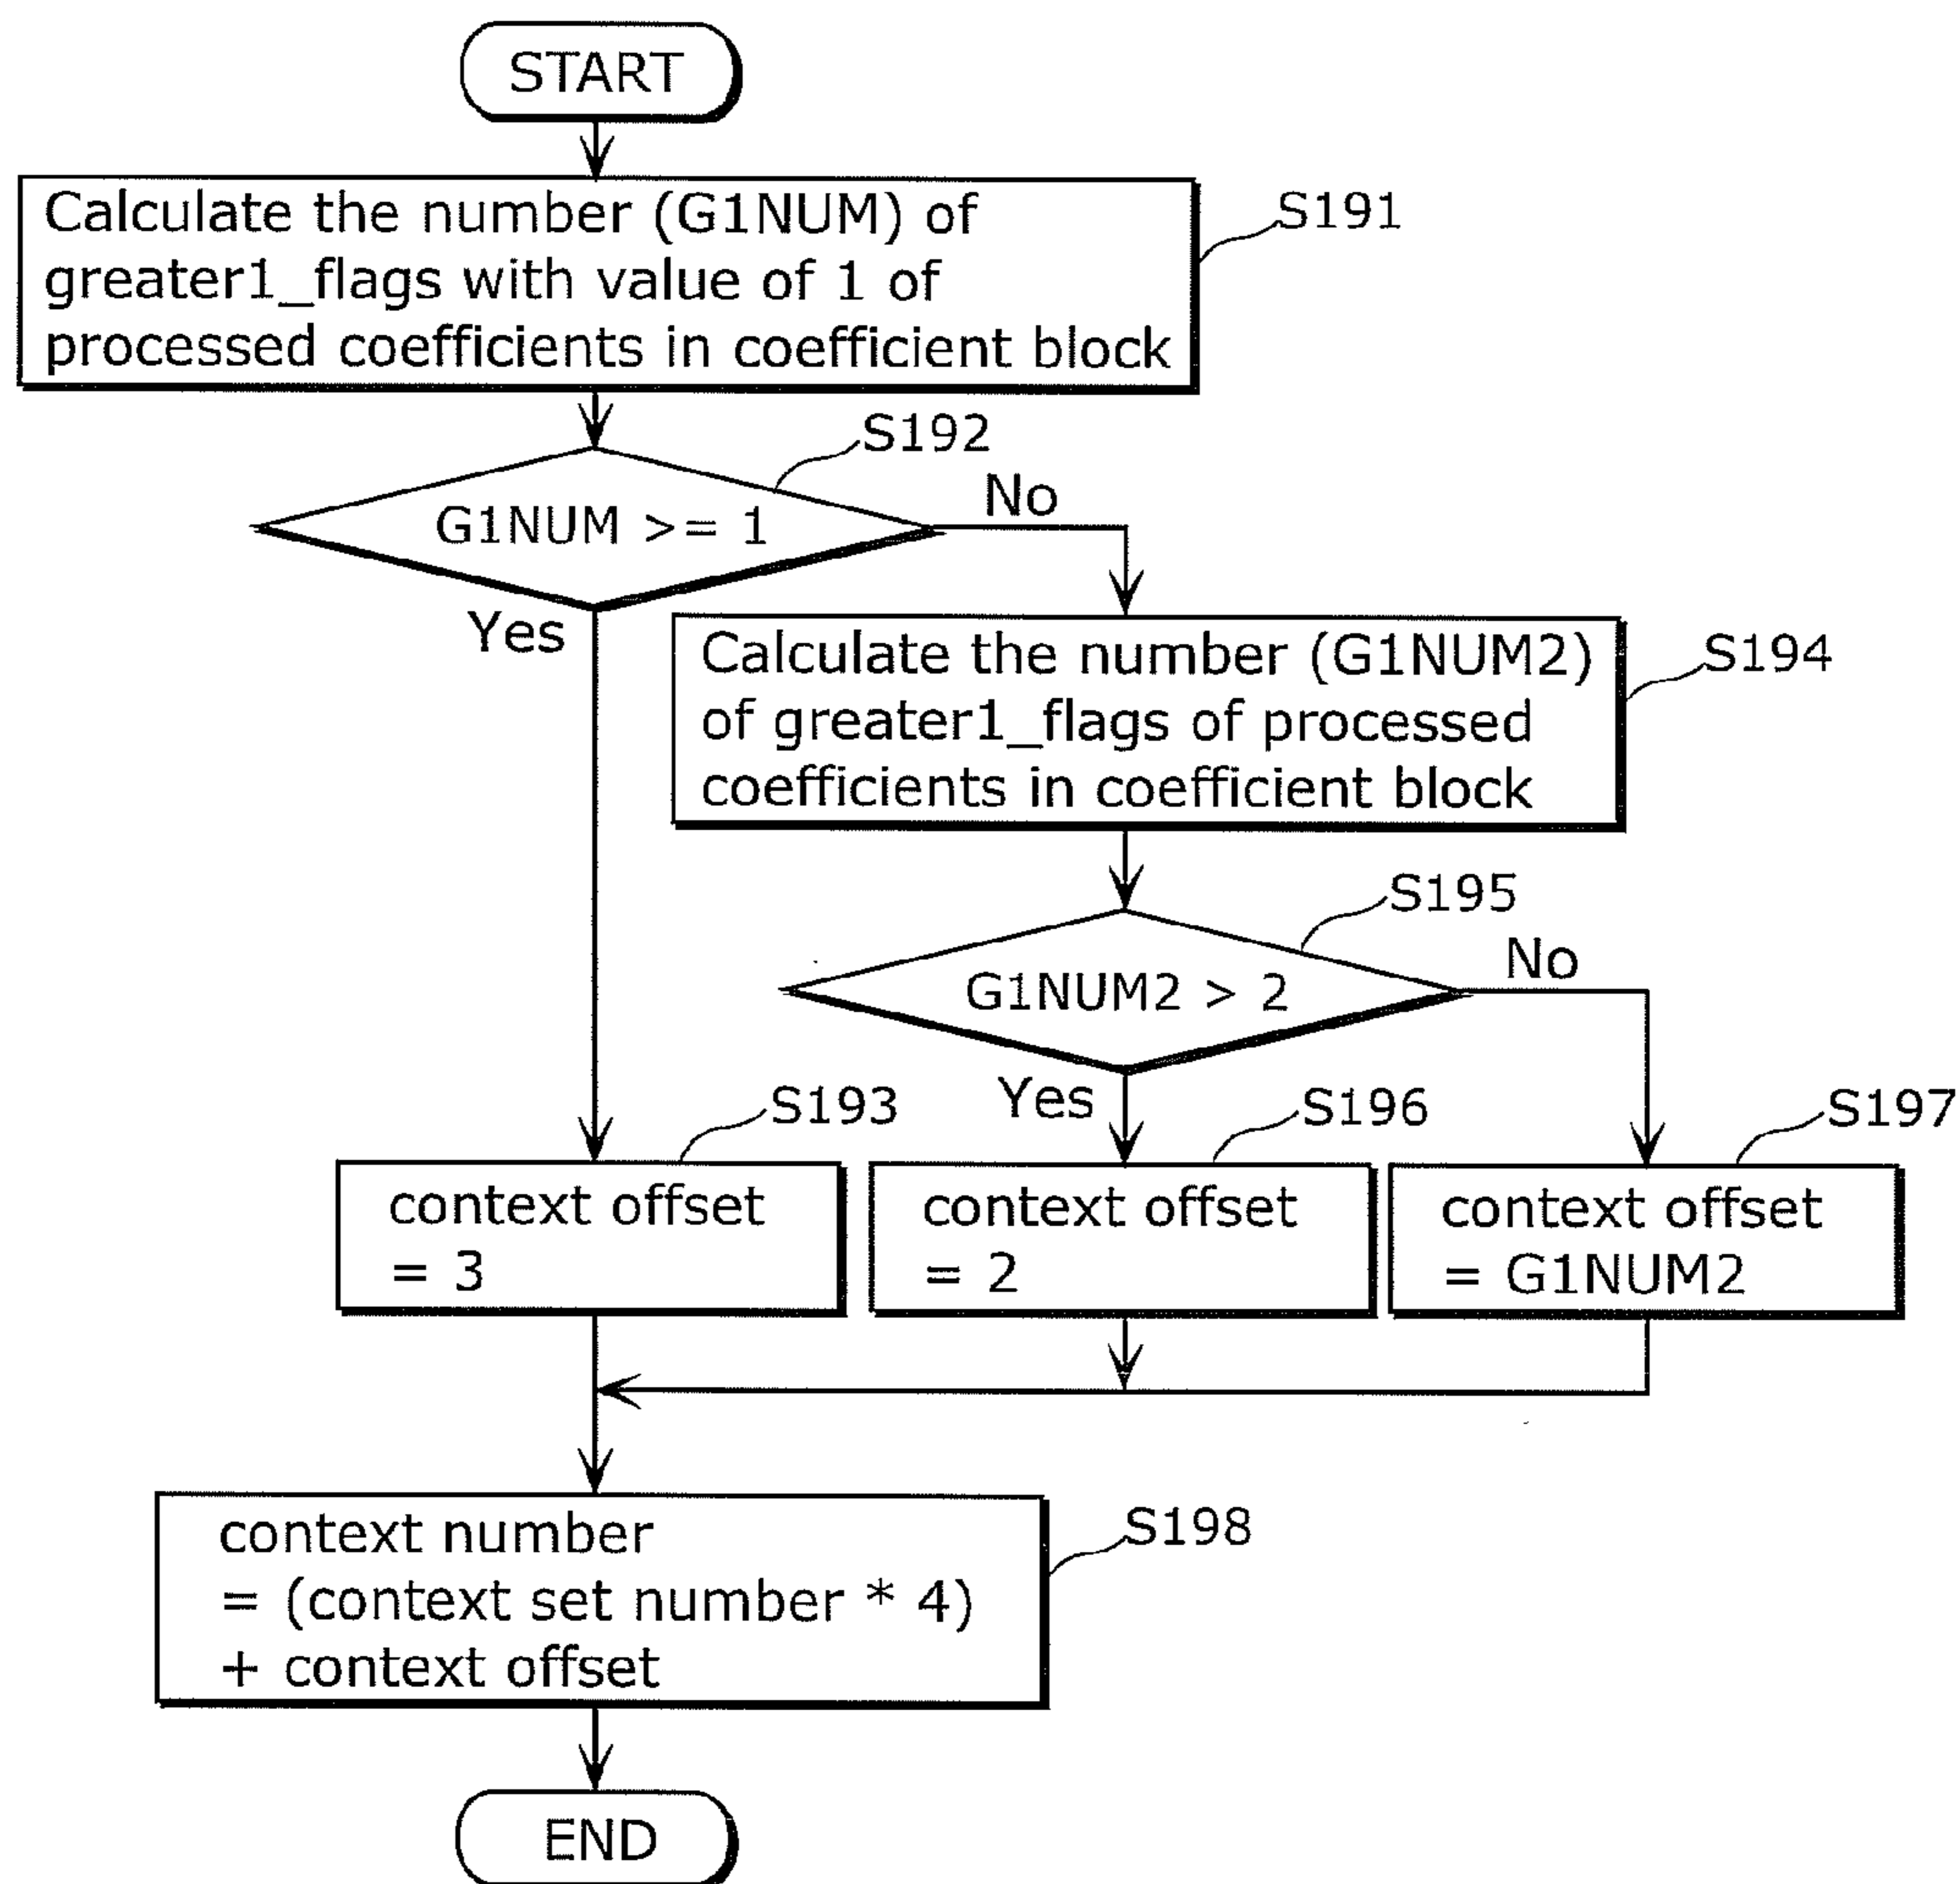 START
Calculate the number (G1NUM) of
greater1_flags with value of 1 of
processed coefficients in coefficient block
S191
S192
G1NUM >= 1
No
Yes
Calculate the number (G1NUM2)
of greater1_flags of processed
coefficients in coefficient block
S194
S195
G1NUM2 > 2
No
Yes
S193
context offset
= 3
S196
context offset
= 2
S197
context offset
= G1NUM2
context number
= (context set number * 4)
+ context offset
S198
END